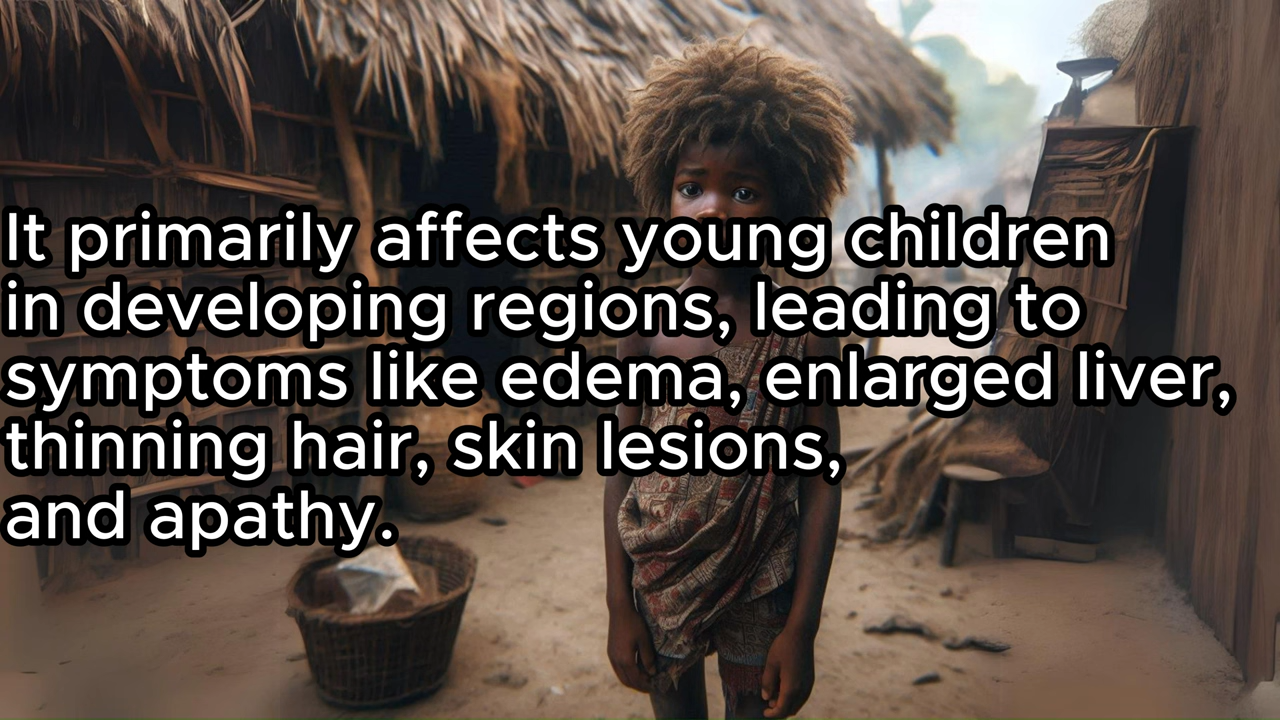 It primarily affects young children
in developing regions, leading to
symptoms like edema, enlarged liver,
thinning hair, skin lesions,
and apathy.